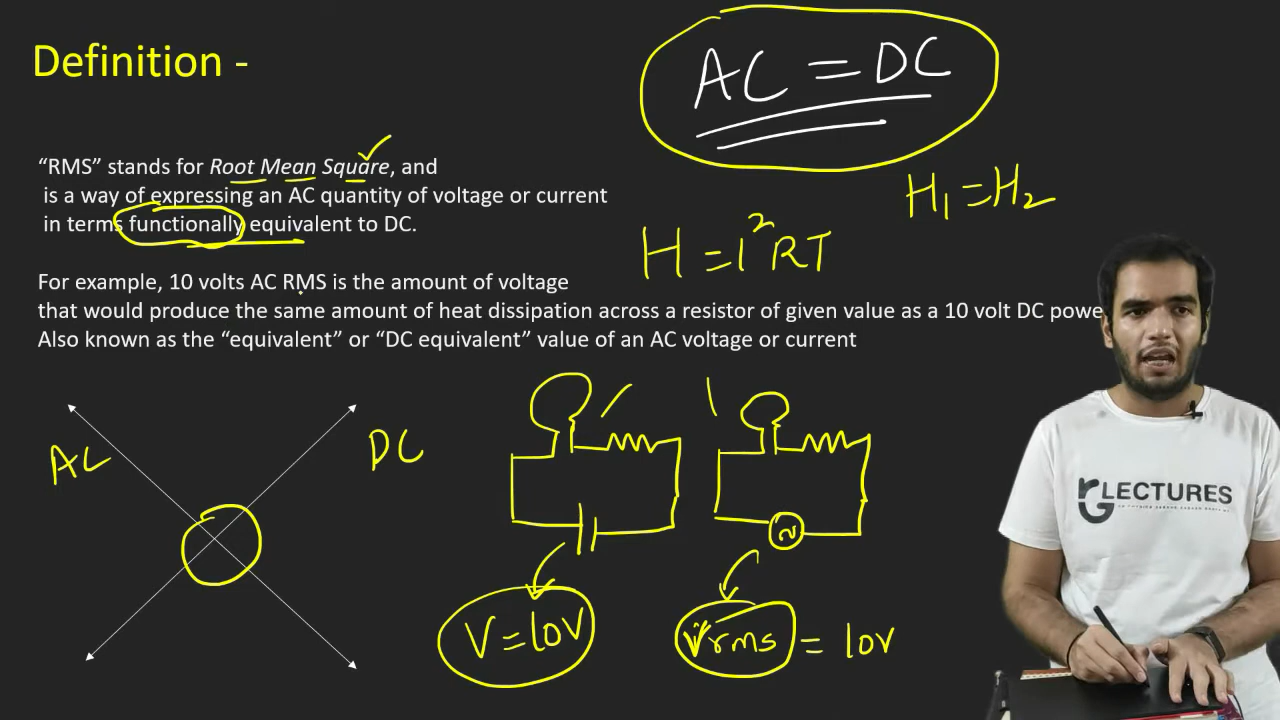 Definition -
AC = DC
“RMS” stands for Root Mean Square, and
is a way of expressing an AC quantity of voltage or current
in terms functionally equivalent to DC.
H₁ = H₂
H = I²RT
For example, 10 volts AC RMS is the amount of voltage
that would produce the same amount of heat dissipation across a resistor of given value as a 10 volt DC powe
Also known as the “equivalent” or “DC equivalent” value of an AC voltage or current
AC
DC
V = 10V
Vrms = 10V
rG LECTURES